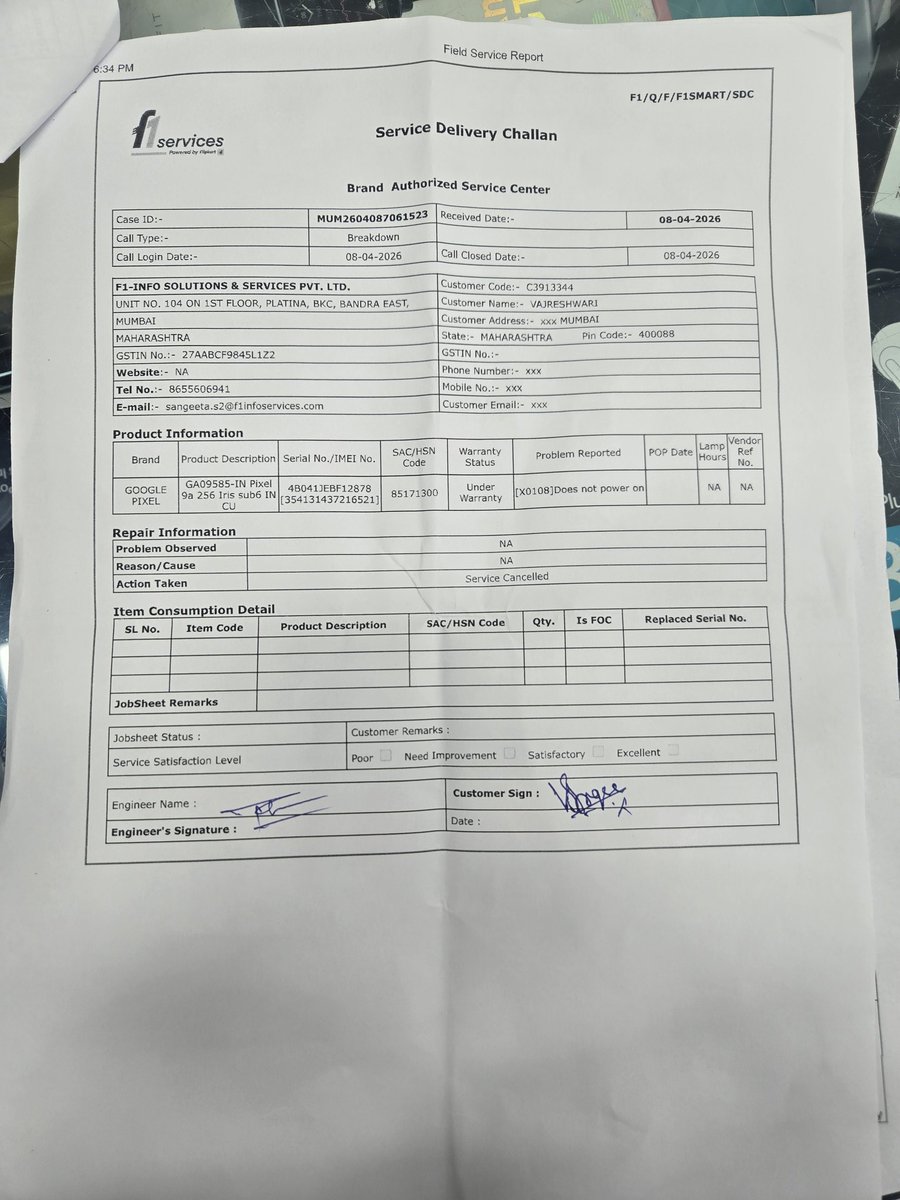 6:34 PM
Field Service Report
F1/Q/F/F1SMART/SDC
f1 services
Powered by Flipkart
Service Delivery Challan
Brand Authorized Service Center
Case ID:- MUM2604087061523 Received Date:- 08-04-2026
Call Type:- Breakdown
Call Login Date:- 08-04-2026 Call Closed Date:- 08-04-2026
F1-INFO SOLUTIONS & SERVICES PVT. LTD.
UNIT NO. 104 ON 1ST FLOOR, PLATINA, BKC, BANDRA EAST,
MUMBAI
MAHARASHTRA
GSTIN No.:- 27AABCF9845L1Z2
Website:- NA
Tel No.:- 8655606941
E-mail:- sangeeta.s2@f1infoservices.com
Customer Code:- C3913344
Customer Name:- VAJRESHWARI
Customer Address:- xxx MUMBAI
State:- MAHARASHTRA Pin Code:- 400088
GSTIN No.:-
Phone Number:- xxx
Mobile No.:- xxx
Customer Email:- xxx
Product Information
Brand Product Description Serial No./IMEI No. SAC/HSN Code Warranty Status Problem Reported POP Date Lamp Hours Vendor Ref No.
GOOGLE PIXEL GA09585-IN Pixel 9a 256 Iris sub6 IN CU 4B041JEBF12878 [354131437216521] 85171300 Under Warranty [X0108]Does not power on NA NA
Repair Information
Problem Observed NA
Reason/Cause NA
Action Taken Service Cancelled
Item Consumption Detail
SL No. Item Code Product Description SAC/HSN Code Qty. Is FOC Replaced Serial No.
JobSheet Remarks
Jobsheet Status : Customer Remarks :
Service Satisfaction Level Poor Need Improvement Satisfactory Excellent
Engineer Name : Customer Sign :
Engineer's Signature : Date :